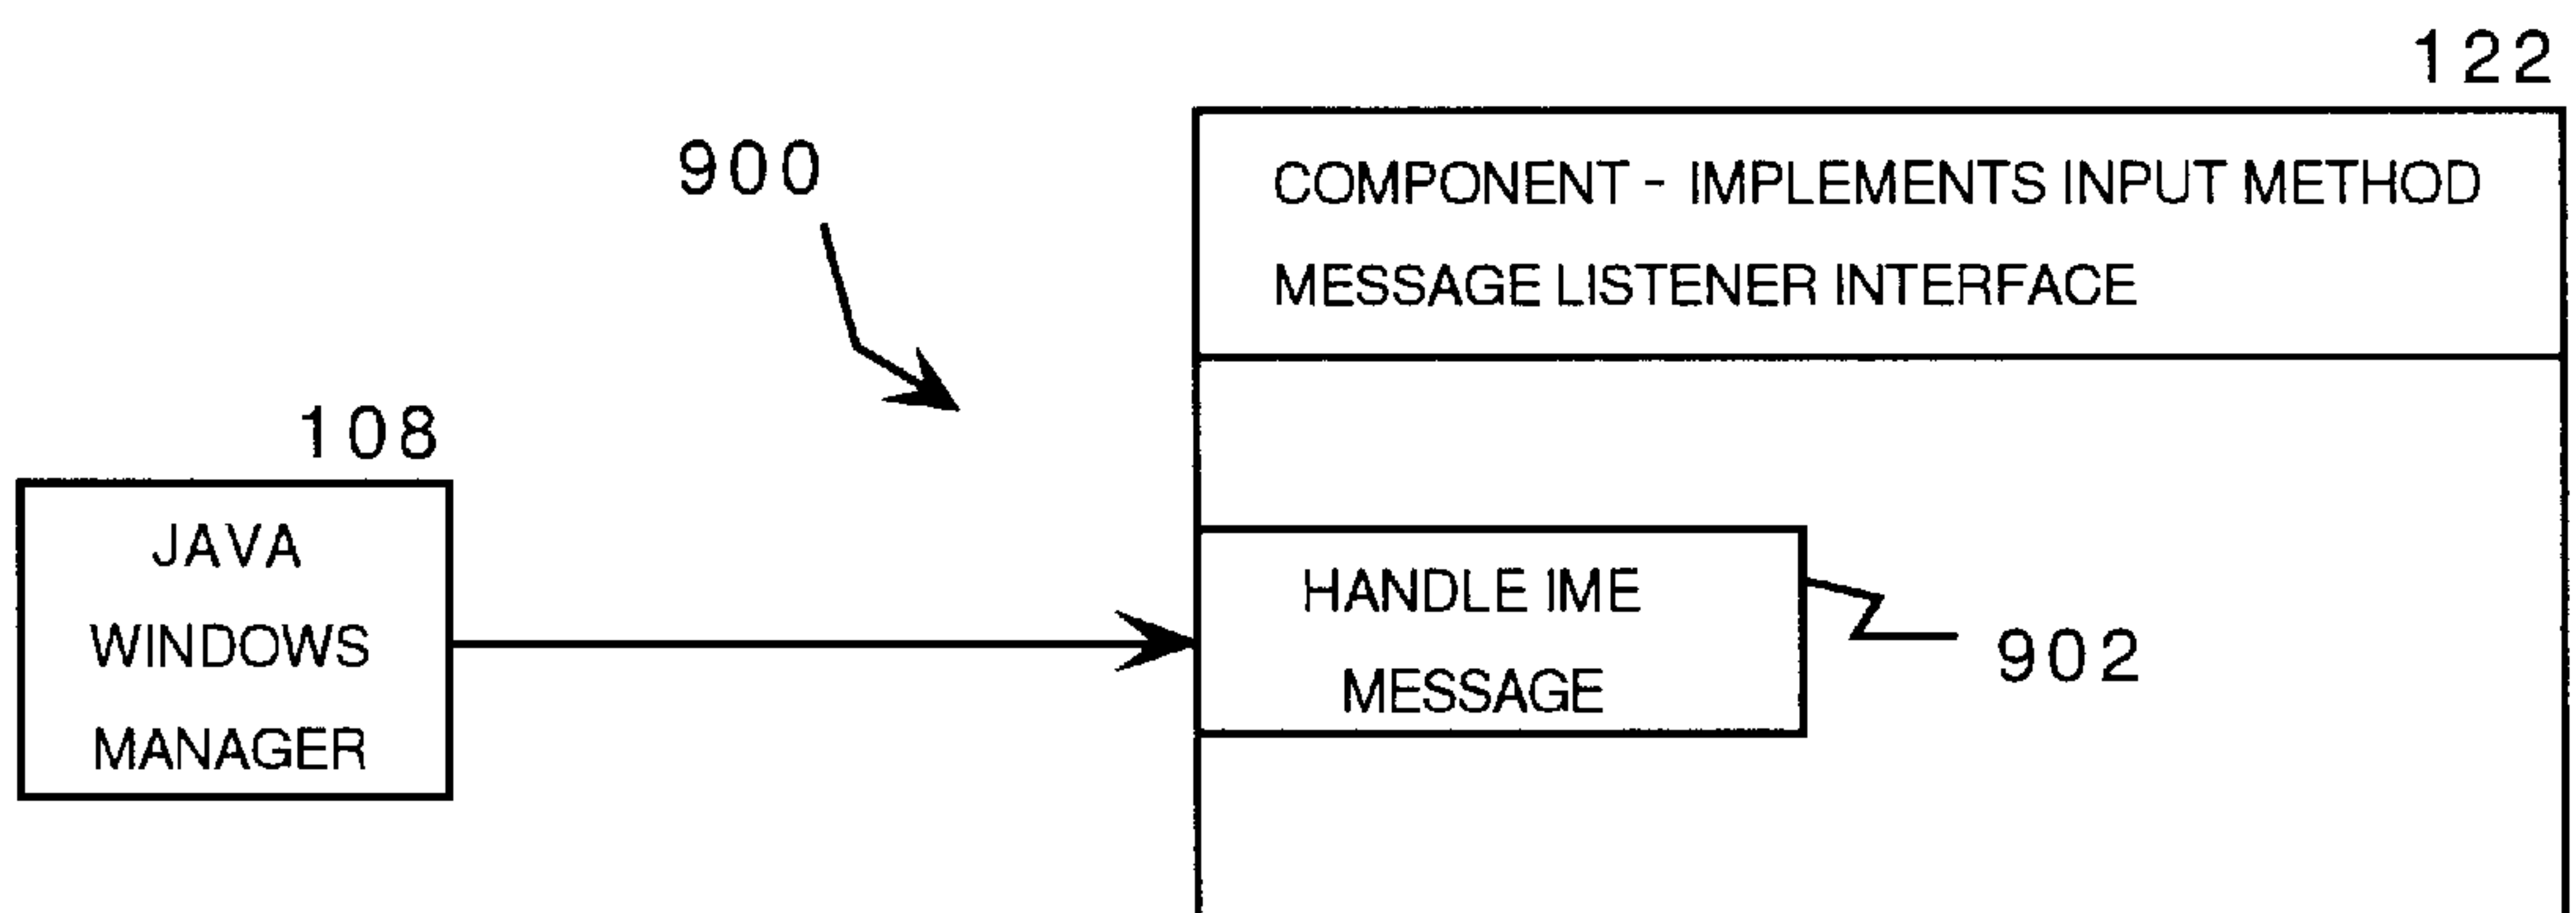 122
COMPONENT - IMPLEMENTS INPUT METHOD
MESSAGE LISTENER INTERFACE
900
108
JAVA
WINDOWS
MANAGER
HANDLE IME
MESSAGE
902